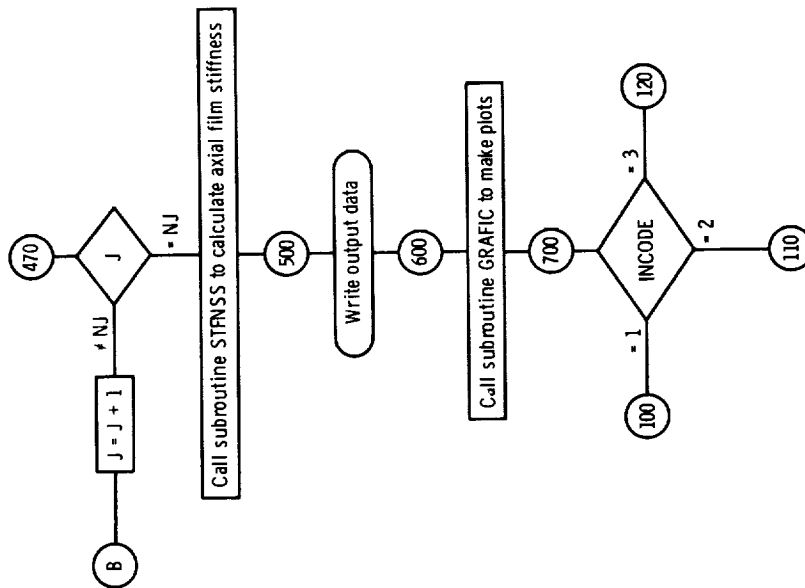 470
J
≠ NJ
= NJ
J = J + 1
B
Call subroutine STFNSS to calculate axial film stiffness
500
Write output data
600
Call subroutine GRAFIC to make plots
700
INCODE
= 1
= 2
= 3
100
110
120